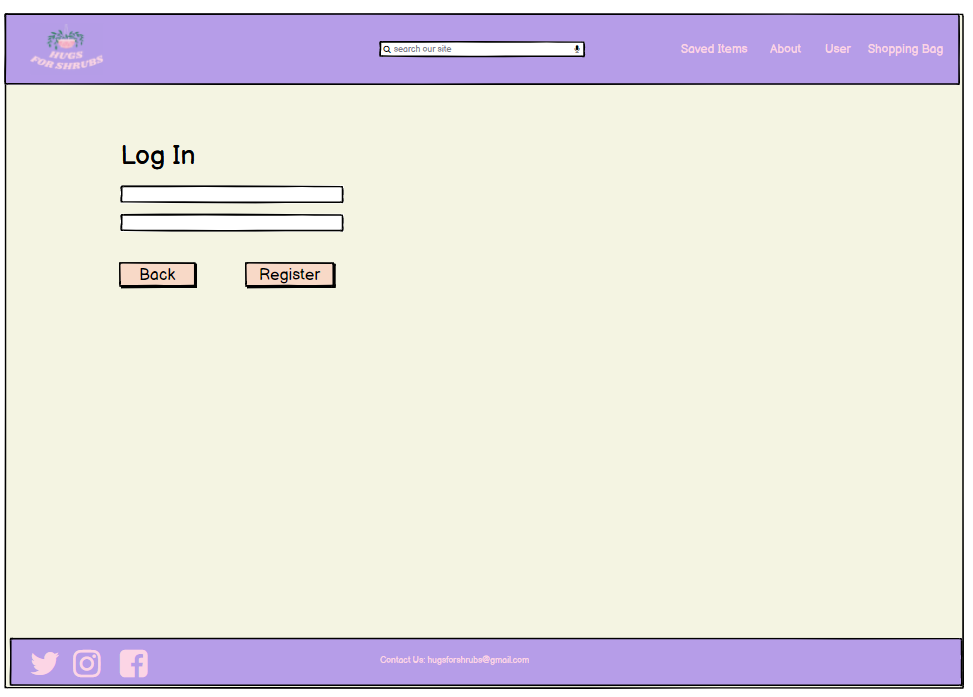 HUGS
FOR SHRUBS
search our site
Saved Items About User Shopping Bag
Log In
Back Register
Contact Us: hugsforshrubs@gmail.com